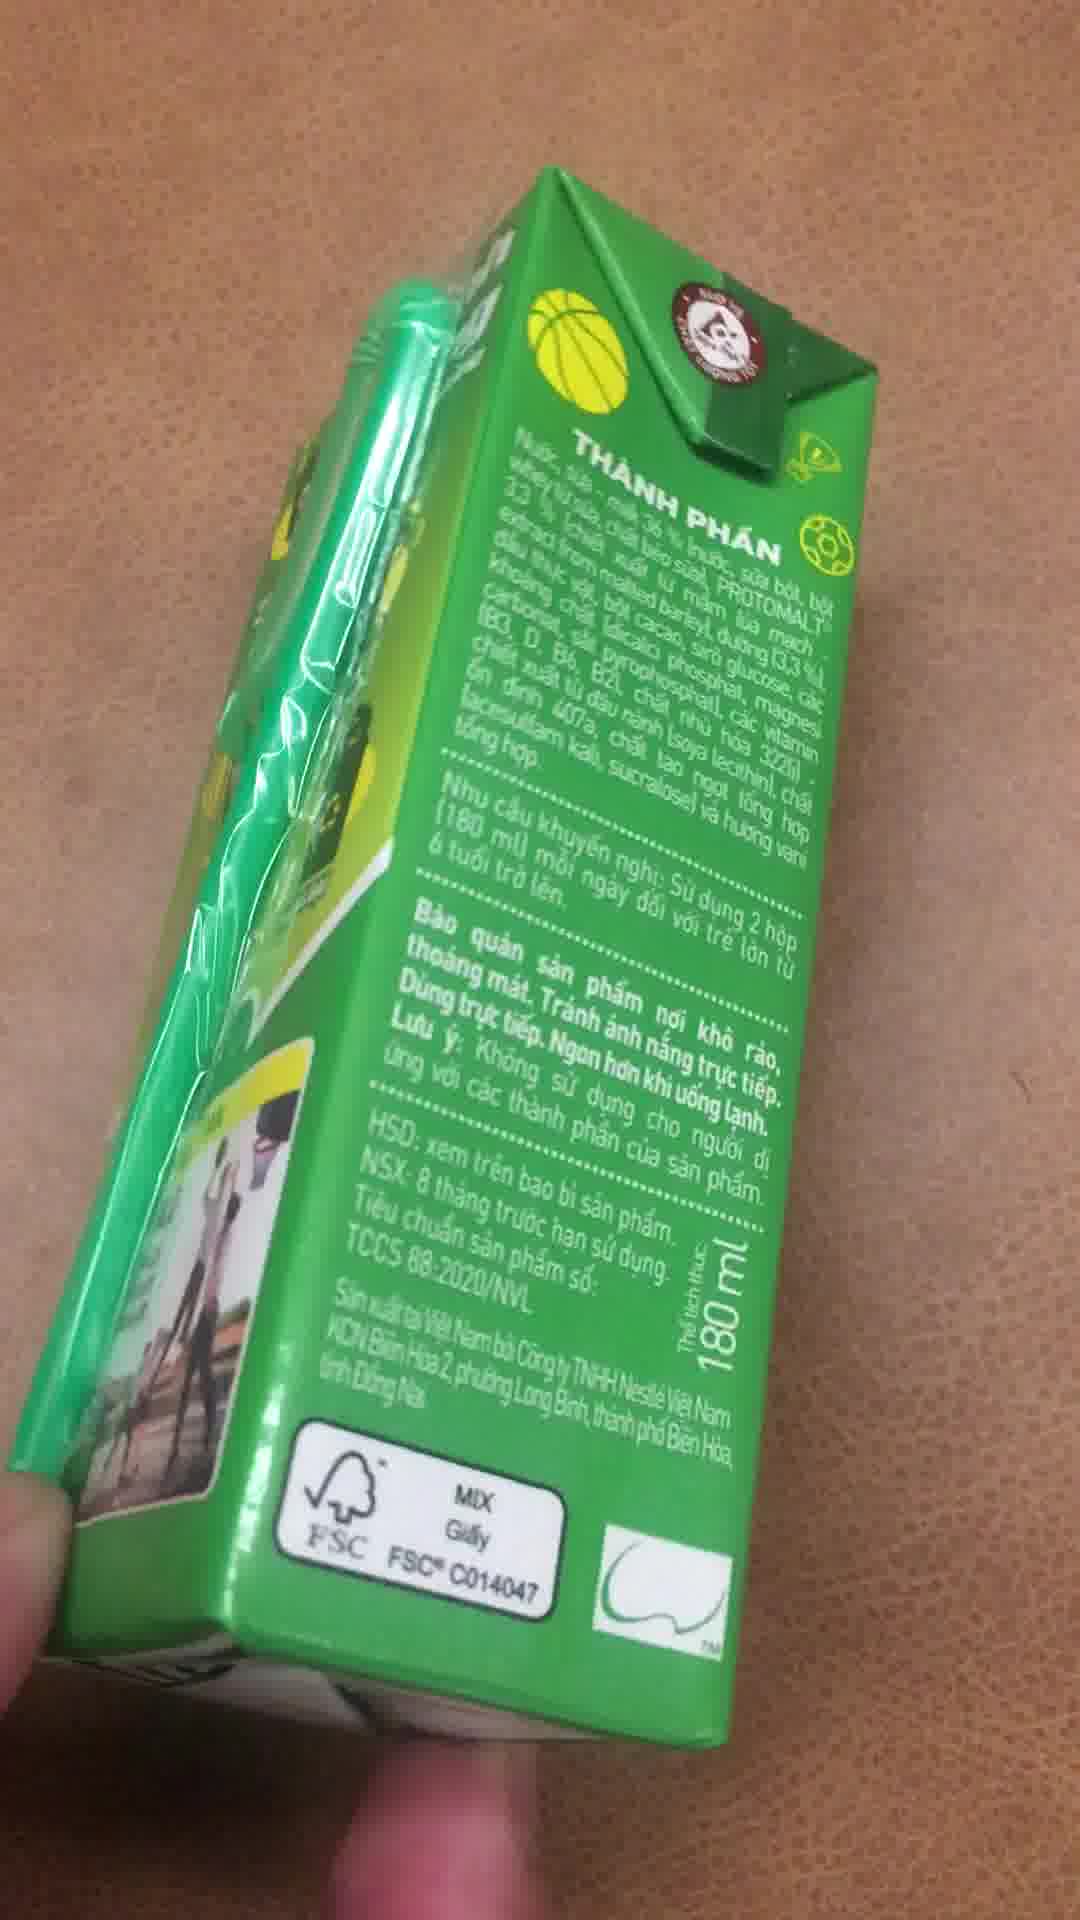 THÀNH PHẦN
Nước, sữa - mất 36 % (nước, sữa bột, bột
whey từ sữa, chất béo sữa), PROTOMALT®
3,3 % (chiết xuất từ mầm lúa mạch -
extract from malted barley), đường (3,3 %),
dầu thực vật, bột cacao, sirô glucose, các
khoáng chất (dicalci phosphat, magnesi
carbonat, sắt pyrophosphat), các vitamin
(B3, D, B6, B2), chất nhũ hóa 322(i) -
chiết xuất từ đậu nành (soya lecithin), chất
ổn định 407a, chất tạo ngọt tổng hợp
(acesulfam kali, sucralose) và hương vani
tổng hợp.
Nhu cầu khuyến nghị: Sử dụng 2 hộp
(180 ml) mỗi ngày đối với trẻ lớn từ
6 tuổi trở lên.
Bảo quản sản phẩm nơi khô ráo,
thoáng mát. Tránh ánh nắng trực tiếp.
Dùng trực tiếp. Ngon hơn khi uống lạnh.
Lưu ý: Không sử dụng cho người dị
ứng với các thành phần của sản phẩm.
HSD: xem trên bao bì sản phẩm.
NSX: 8 tháng trước hạn sử dụng.
Tiêu chuẩn sản phẩm số:
TCCS 88:2020/NVL
Thể tích thực:
180 ml
Sản xuất tại Việt Nam bởi Công ty TNHH Nestlé Việt Nam
KCN Biên Hòa 2, phường Long Bình, thành phố Biên Hòa,
tỉnh Đồng Nai.
FSC
MIX
Giấy
FSC® C014047
TM